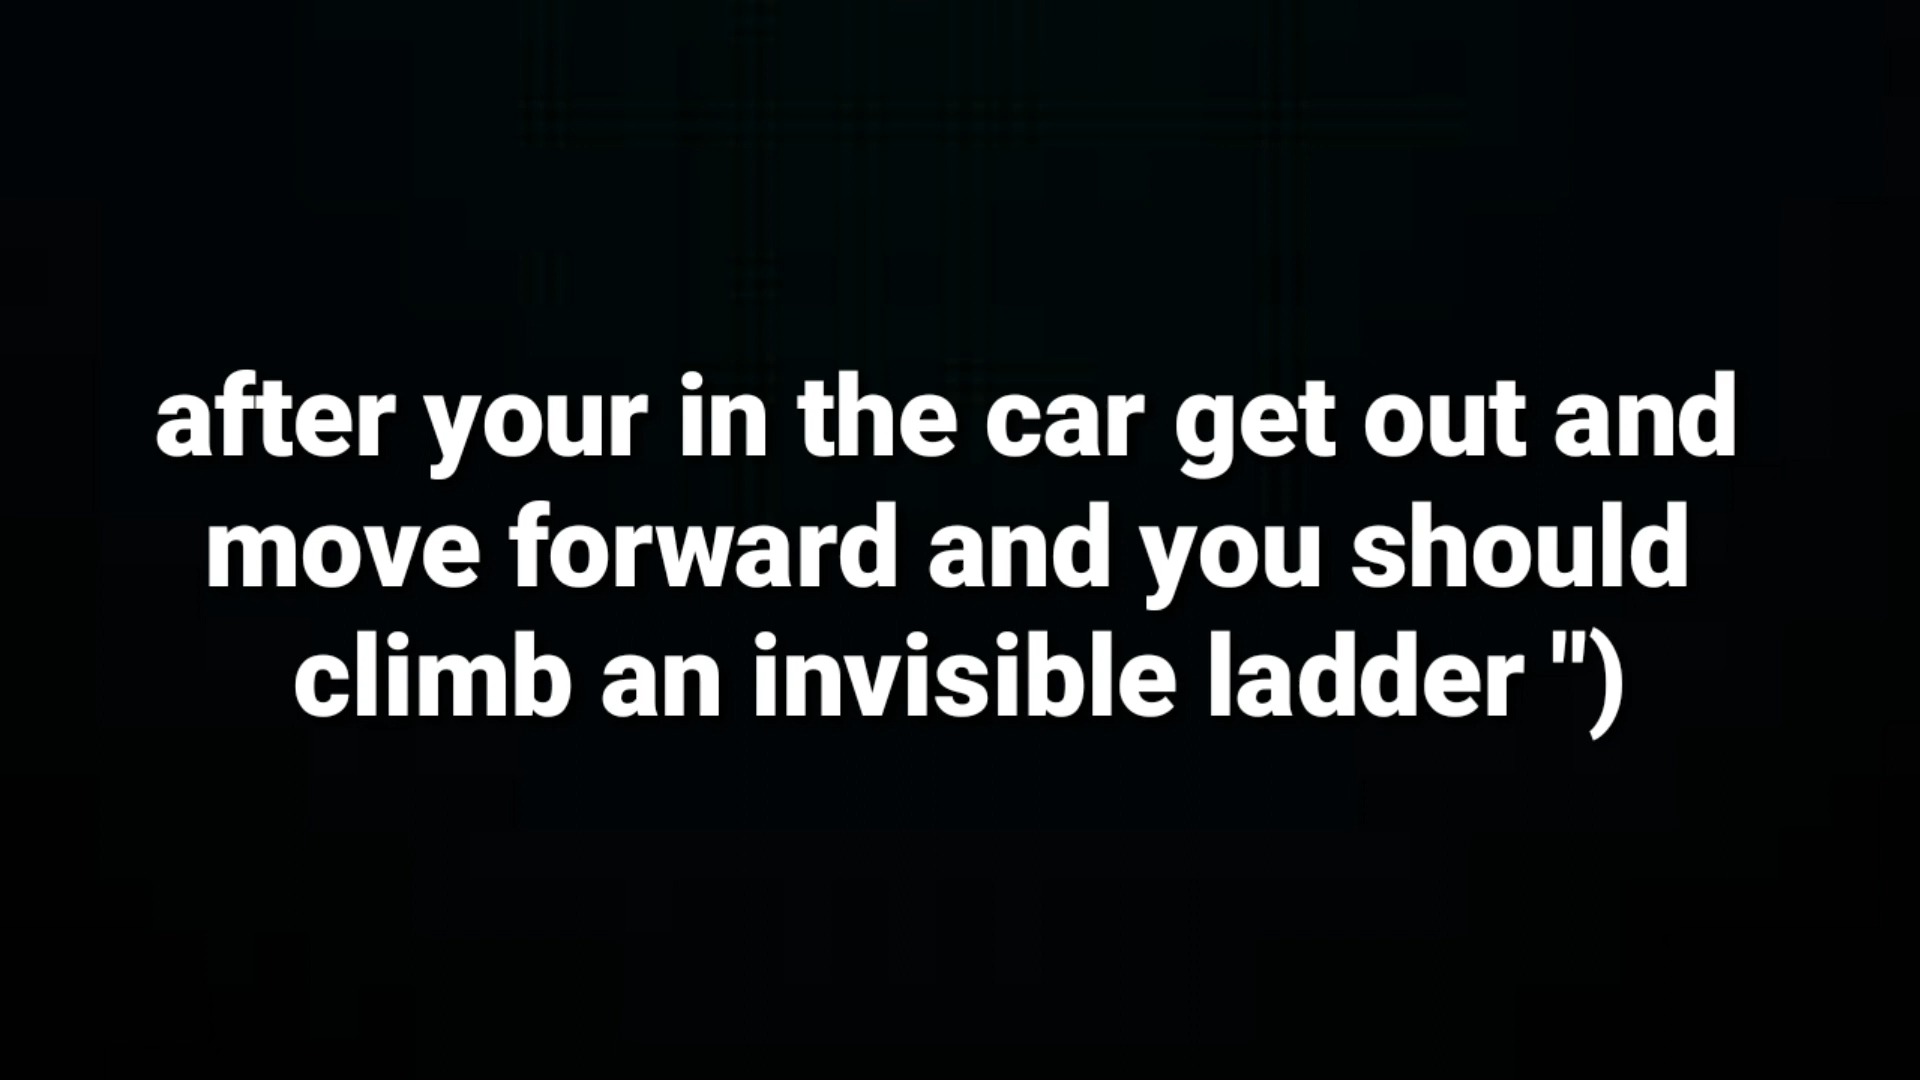 after your in the car get out and
move forward and you should
climb an invisible ladder ")